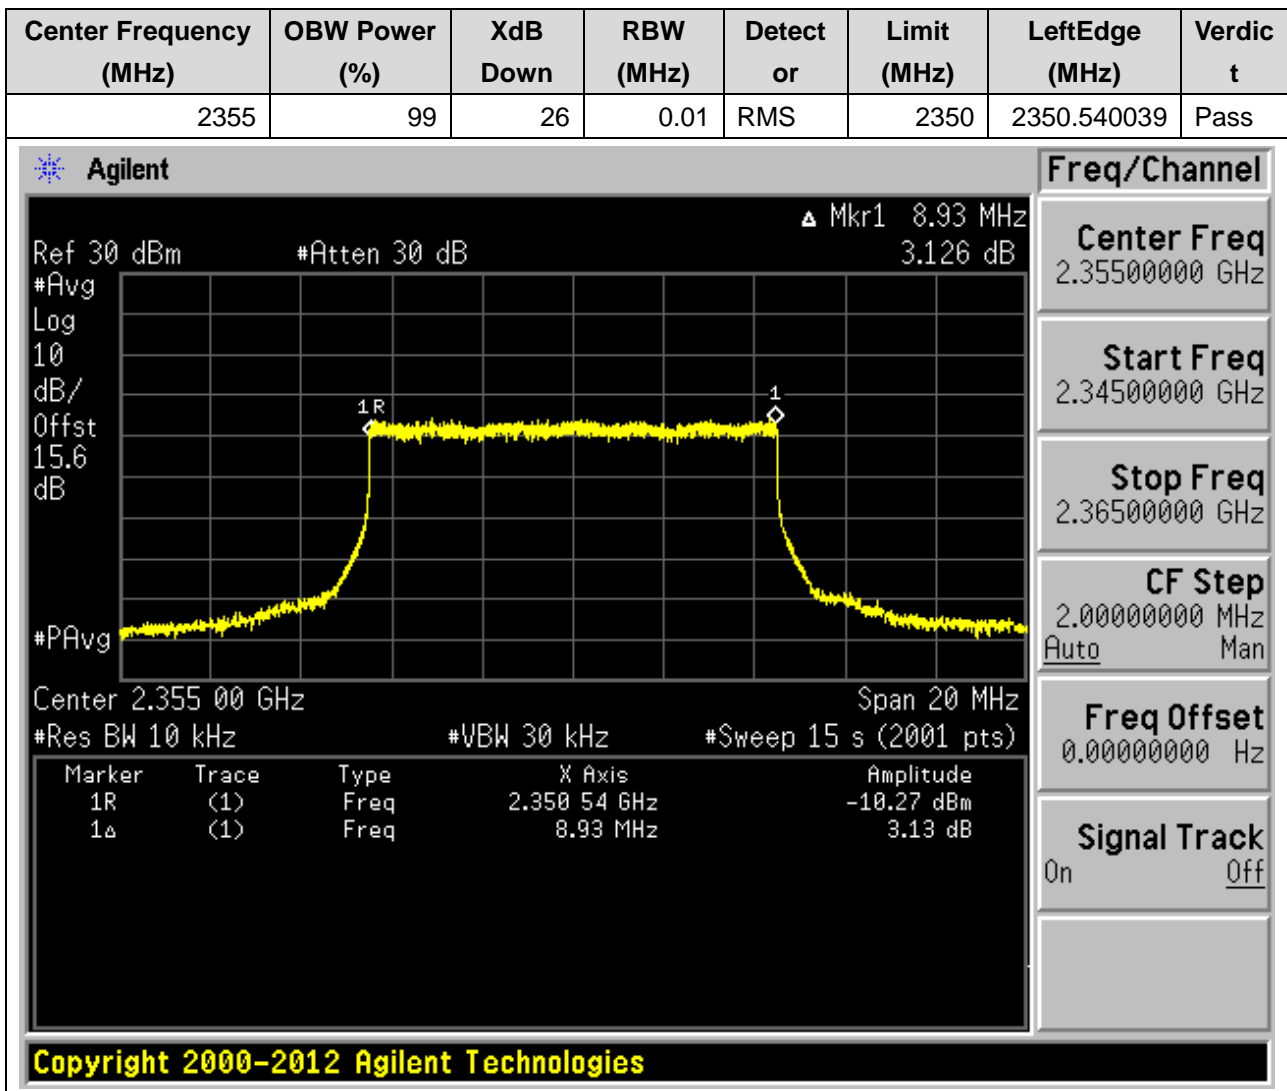 Center Frequency (MHz) OBW Power (%) XdB Down RBW (MHz) Detect or Limit (MHz) LeftEdge (MHz) Verdic t
2355 99 26 0.01 RMS 2350 2350.540039 Pass
Agilent
Δ Mkr1 8.93 MHz
Ref 30 dBm #Atten 30 dB 3.126 dB
#Avg
Log
10
dB/
Offst
15.6
dB
1R
1
#PAvg
Center 2.355 00 GHz Span 20 MHz
#Res BW 10 kHz #VBW 30 kHz #Sweep 15 s (2001 pts)
Marker Trace Type X Axis Amplitude
1R (1) Freq 2.350 54 GHz -10.27 dBm
1Δ (1) Freq 8.93 MHz 3.13 dB
Freq/Channel
Center Freq
2.35500000 GHz
Start Freq
2.34500000 GHz
Stop Freq
2.36500000 GHz
CF Step
2.00000000 MHz
Auto Man
Freq Offset
0.00000000 Hz
Signal Track
On Off
Copyright 2000-2012 Agilent Technologies